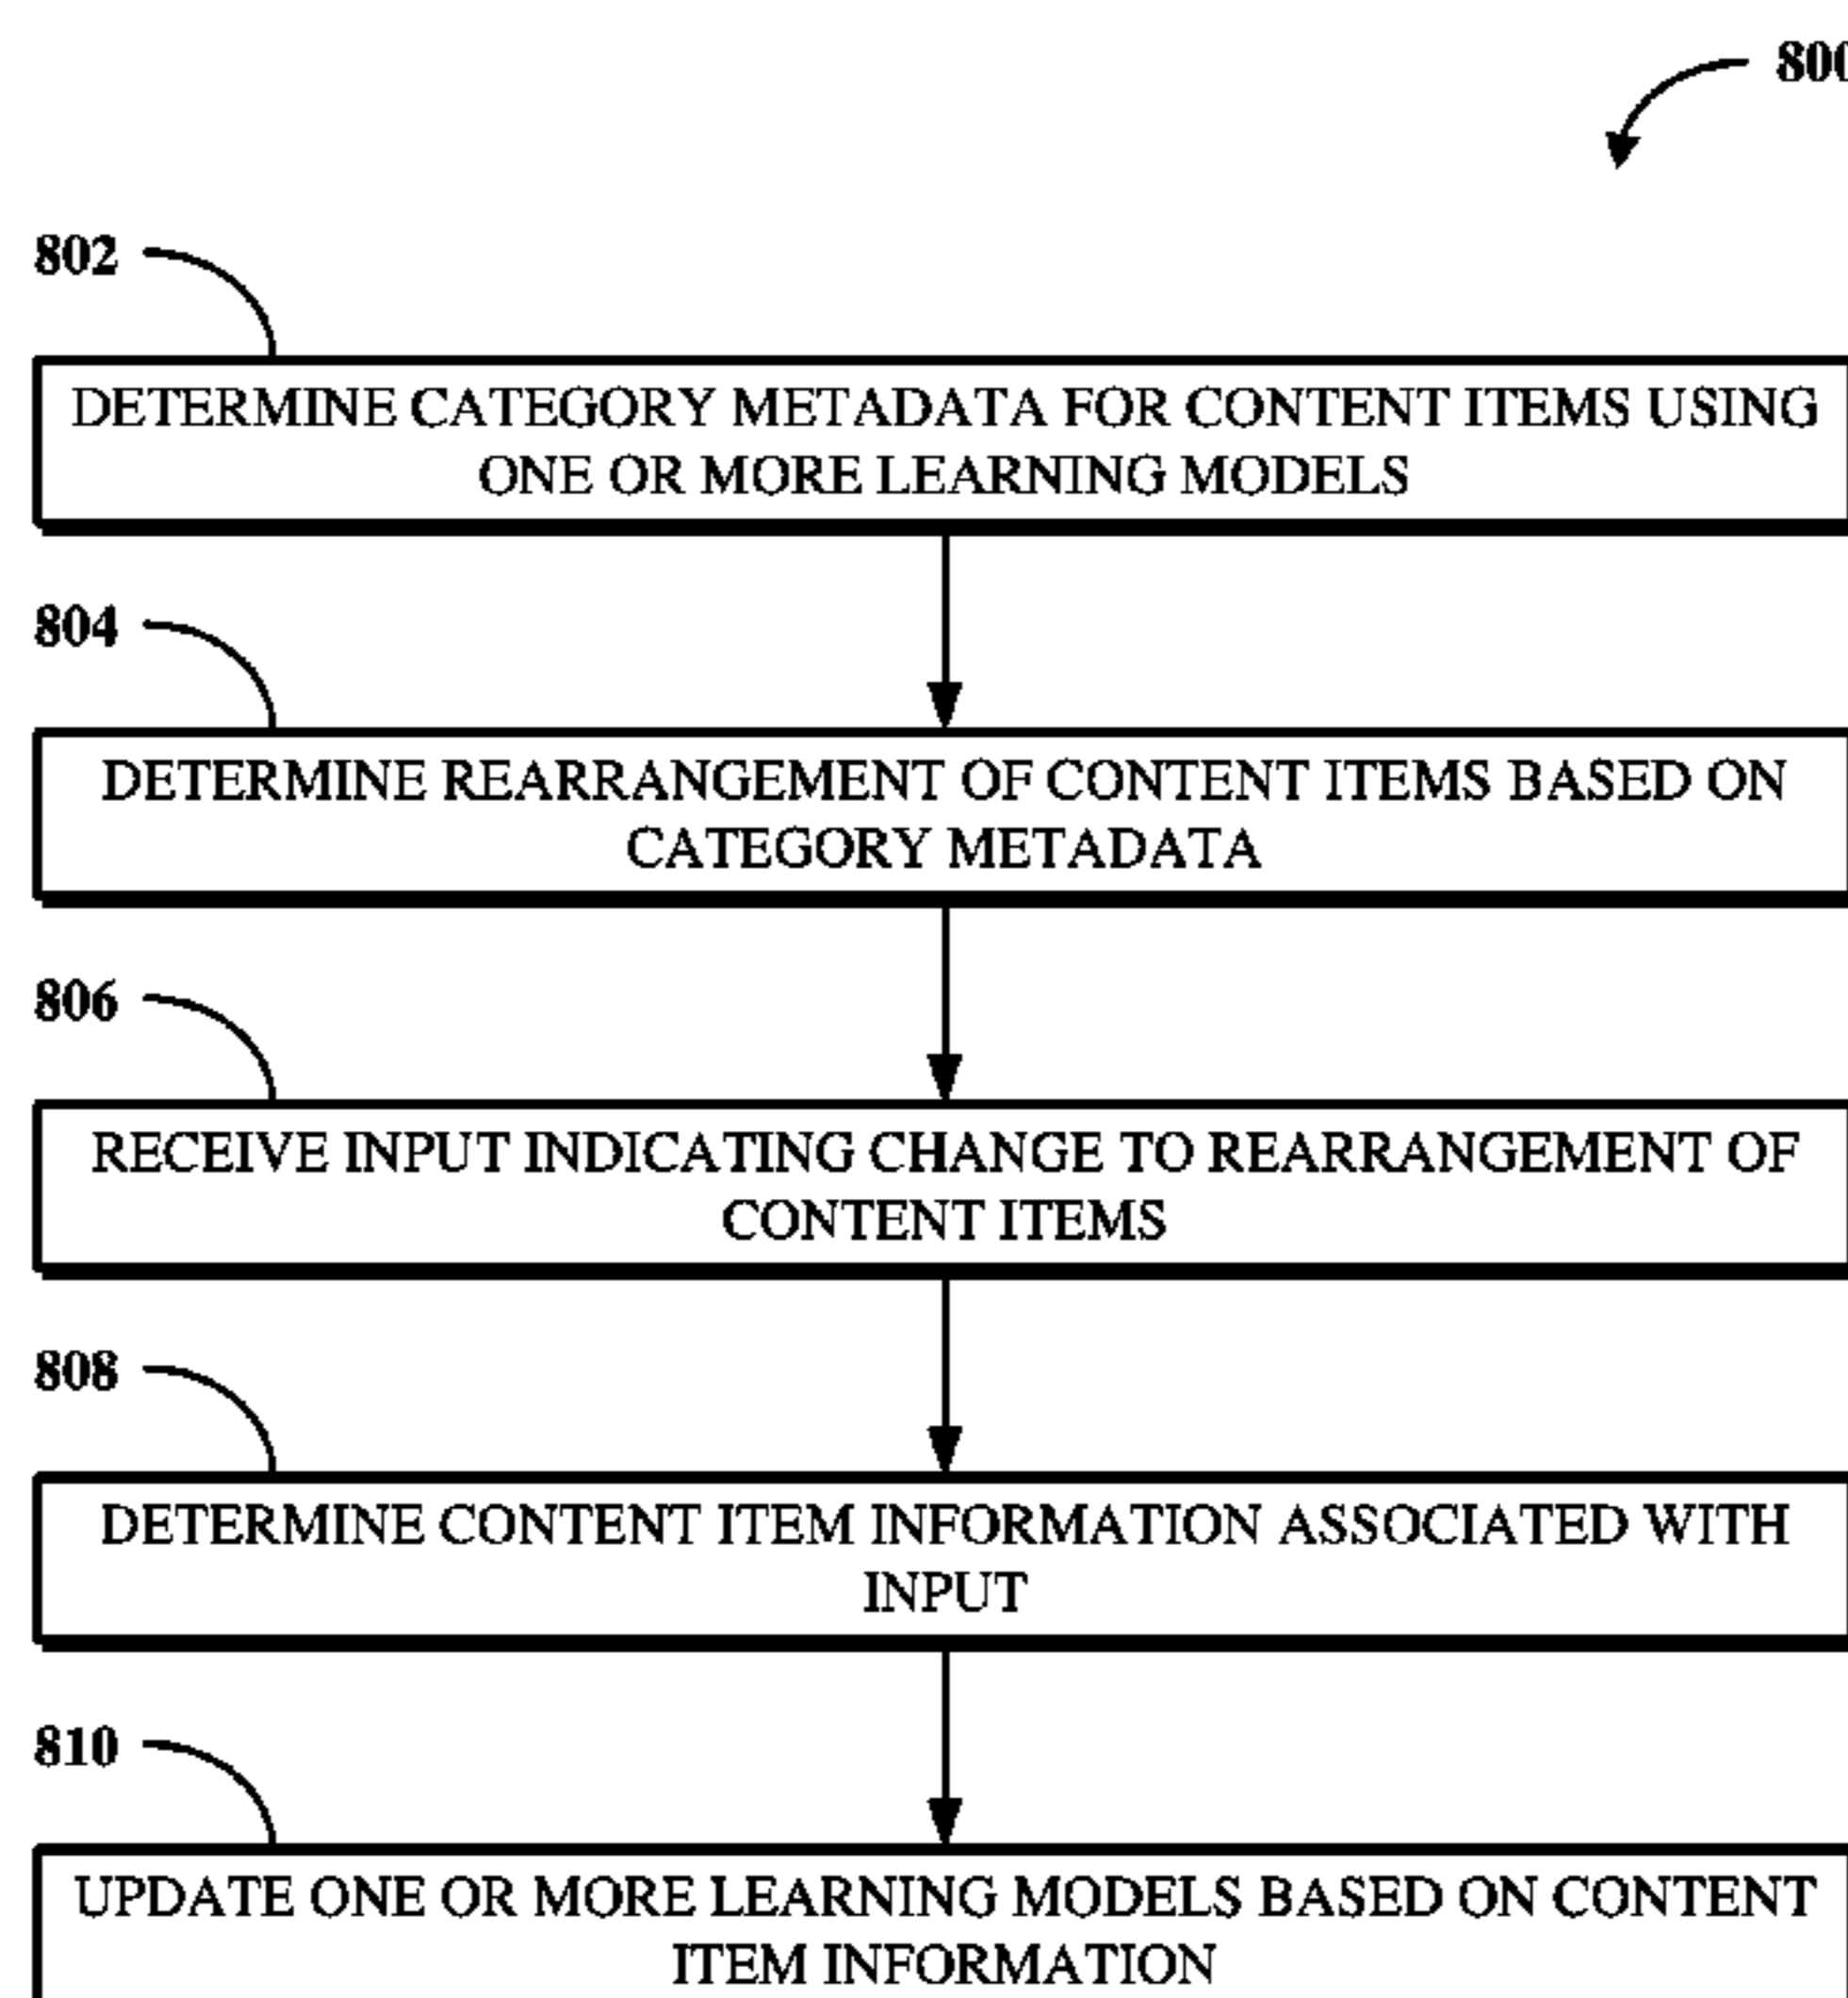 800
802
DETERMINE CATEGORY METADATA FOR CONTENT ITEMS USING
ONE OR MORE LEARNING MODELS
804
DETERMINE REARRANGEMENT OF CONTENT ITEMS BASED ON
CATEGORY METADATA
806
RECEIVE INPUT INDICATING CHANGE TO REARRANGEMENT OF
CONTENT ITEMS
808
DETERMINE CONTENT ITEM INFORMATION ASSOCIATED WITH
INPUT
810
UPDATE ONE OR MORE LEARNING MODELS BASED ON CONTENT
ITEM INFORMATION